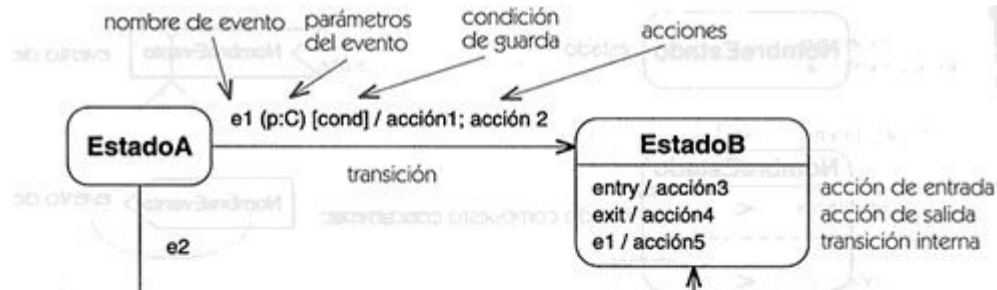 nombre de evento
parámetros
del evento
condición
de guarda
acciones
e1 (p:C) [cond] / acción1; acción 2
EstadoA
transición
EstadoB
entry / acción3
acción de entrada
exit / acción4
acción de salida
e1 / acción5
transición interna
e2